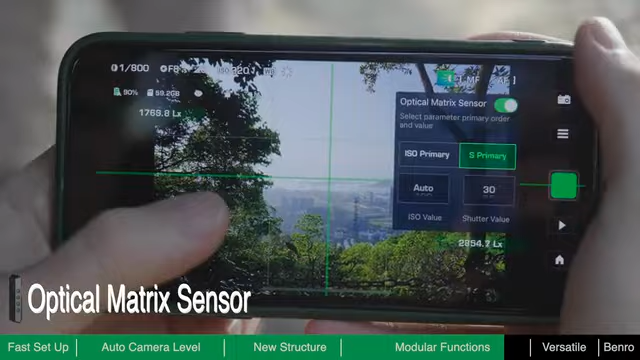 1/800
90%
59.2GB
1769.8 Lx
Optical Matrix Sensor
Select parameter primary order
and value
ISO Primary
S Primary
Auto
30
ISO Value
Shutter Value
2854.7 Lx
Optical Matrix Sensor
Fast Set Up
Auto Camera Level
New Structure
Modular Functions
Versatile
Benro